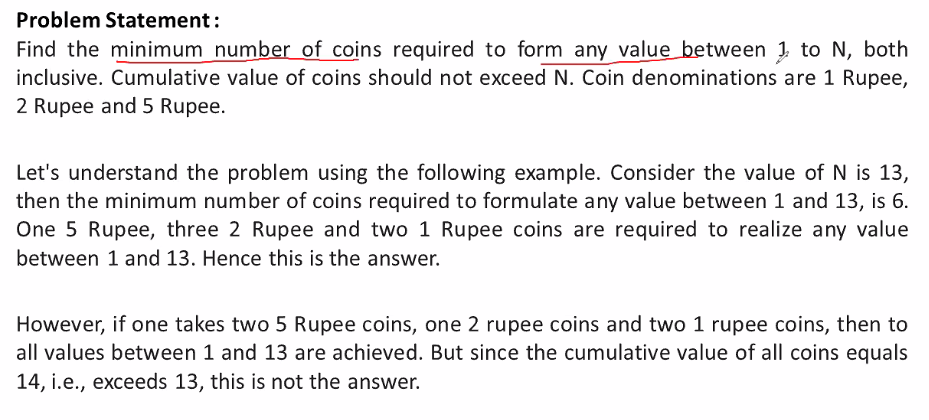 Problem Statement :
Find the minimum number of coins required to form any value between 1 to N, both
inclusive. Cumulative value of coins should not exceed N. Coin denominations are 1 Rupee,
2 Rupee and 5 Rupee.
Let's understand the problem using the following example. Consider the value of N is 13,
then the minimum number of coins required to formulate any value between 1 and 13, is 6.
One 5 Rupee, three 2 Rupee and two 1 Rupee coins are required to realize any value
between 1 and 13. Hence this is the answer.
However, if one takes two 5 Rupee coins, one 2 rupee coins and two 1 rupee coins, then to
all values between 1 and 13 are achieved. But since the cumulative value of all coins equals
14, i.e., exceeds 13, this is not the answer.